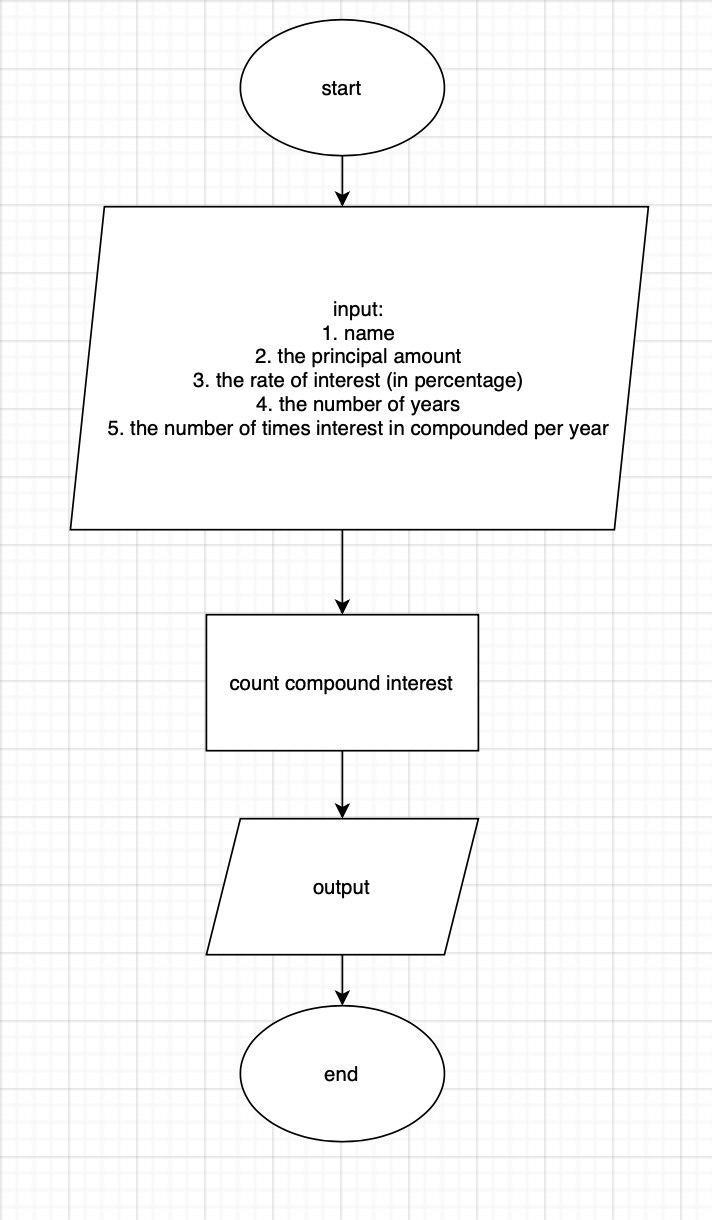 start
input:
1. name
2. the principal amount
3. the rate of interest (in percentage)
4. the number of years
5. the number of times interest in compounded per year
count compound interest
output
end